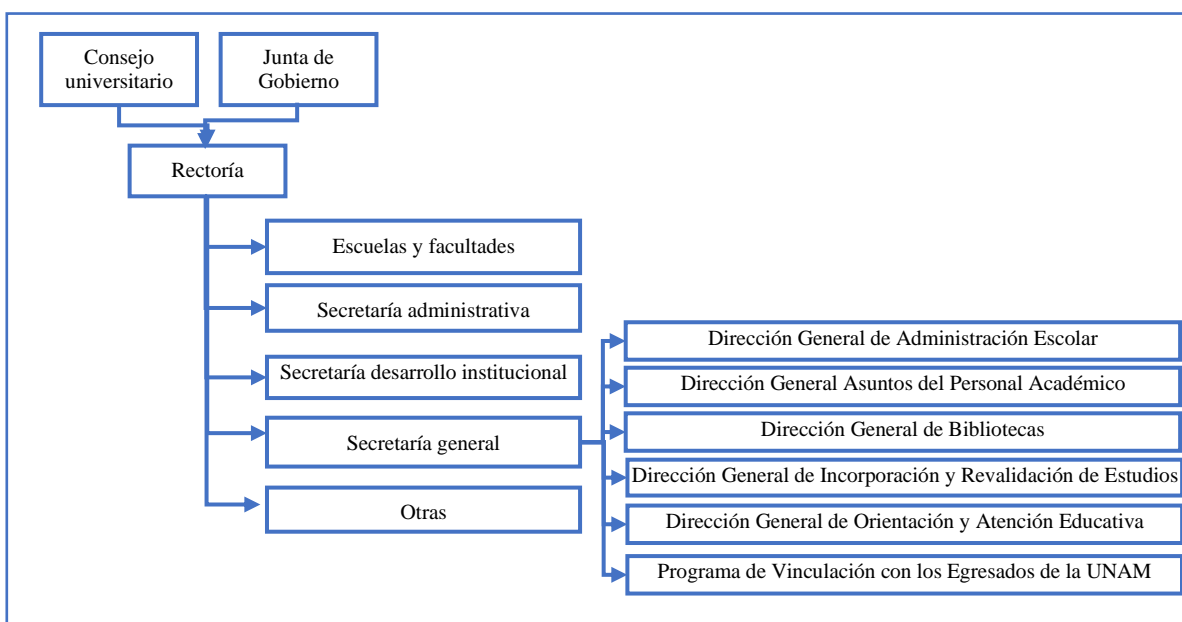 Consejo
universitario
Junta de
Gobierno
Rectoría
Escuelas y facultades
Secretaría administrativa
Secretaría desarrollo institucional
Secretaría general
Otras
Dirección General de Administración Escolar
Dirección General Asuntos del Personal Académico
Dirección General de Bibliotecas
Dirección General de Incorporación y Revalidación de Estudios
Dirección General de Orientación y Atención Educativa
Programa de Vinculación con los Egresados de la UNAM